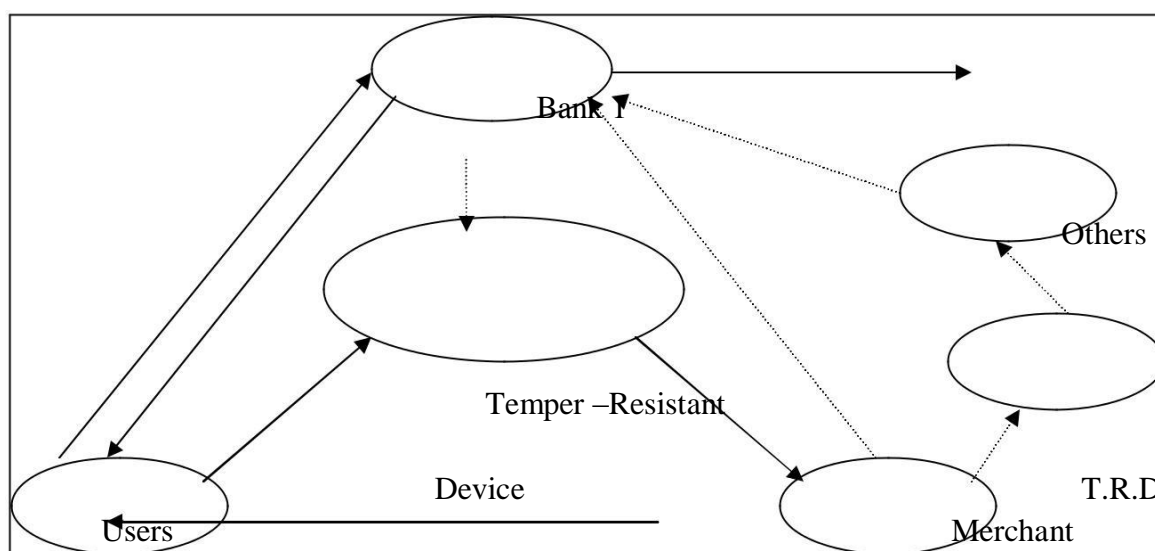 Bank 1
Others
Temper –Resistant
Device
T.R.D
Users
Merchant